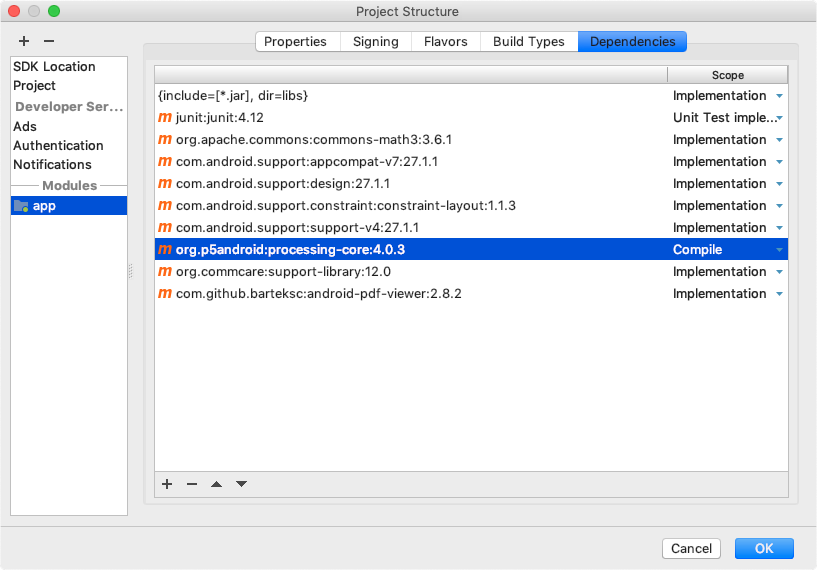 Project Structure
SDK Location
Project
Developer Ser...
Ads
Authentication
Notifications
Modules
app
Properties Signing Flavors Build Types Dependencies
Scope
{include=[*.jar], dir=libs} Implementation
m junit:junit:4.12 Unit Test imple...
m org.apache.commons:commons-math3:3.6.1 Implementation
m com.android.support:appcompat-v7:27.1.1 Implementation
m com.android.support:design:27.1.1 Implementation
m com.android.support.constraint:constraint-layout:1.1.3 Implementation
m com.android.support:support-v4:27.1.1 Implementation
m org.p5android:processing-core:4.0.3 Compile
m org.commcare:support-library:12.0 Implementation
m com.github.barteksc:android-pdf-viewer:2.8.2 Implementation
Cancel OK